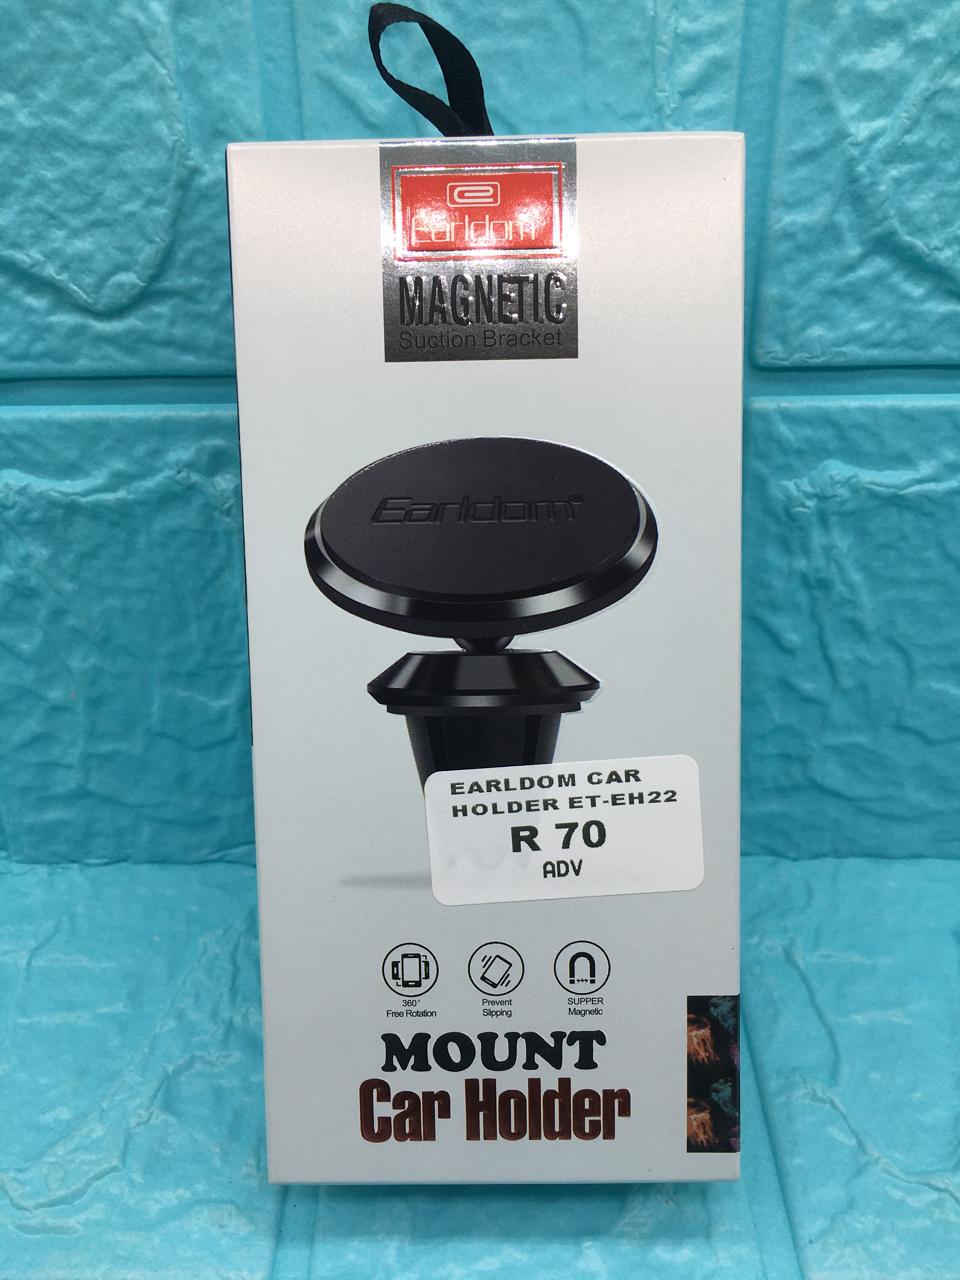 Earldom
MAGNETIC
Suction Bracket
Earldom®
EARLDOM CAR
HOLDER ET-EH22
R 70
ADV
360°
Free Rotation
Prevent
Slipping
SUPPER
Magnetic
MOUNT
Car Holder